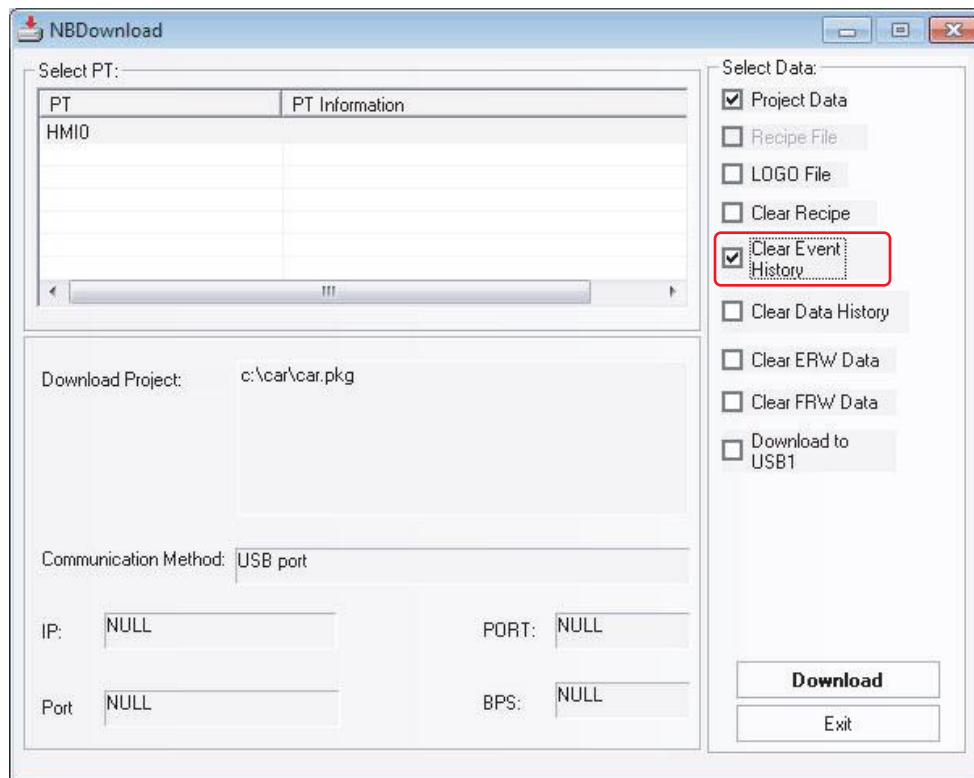 NBDownload
Select PT:
PT
PT Information
HMI0
Download Project:
c:\car\car.pkg
Communication Method:
USB port
IP:
NULL
PORT:
NULL
Port
NULL
BPS:
NULL
Select Data:
Project Data
Recipe File
LOGO File
Clear Recipe
Clear Event
History
Clear Data History
Clear ERW Data
Clear FRW Data
Download to
USB1
Download
Exit